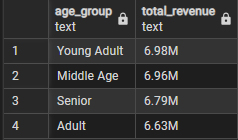 age_group total_revenue
text text
1 Young Adult 6.98M
2 Middle Age 6.96M
3 Senior 6.79M
4 Adult 6.63M